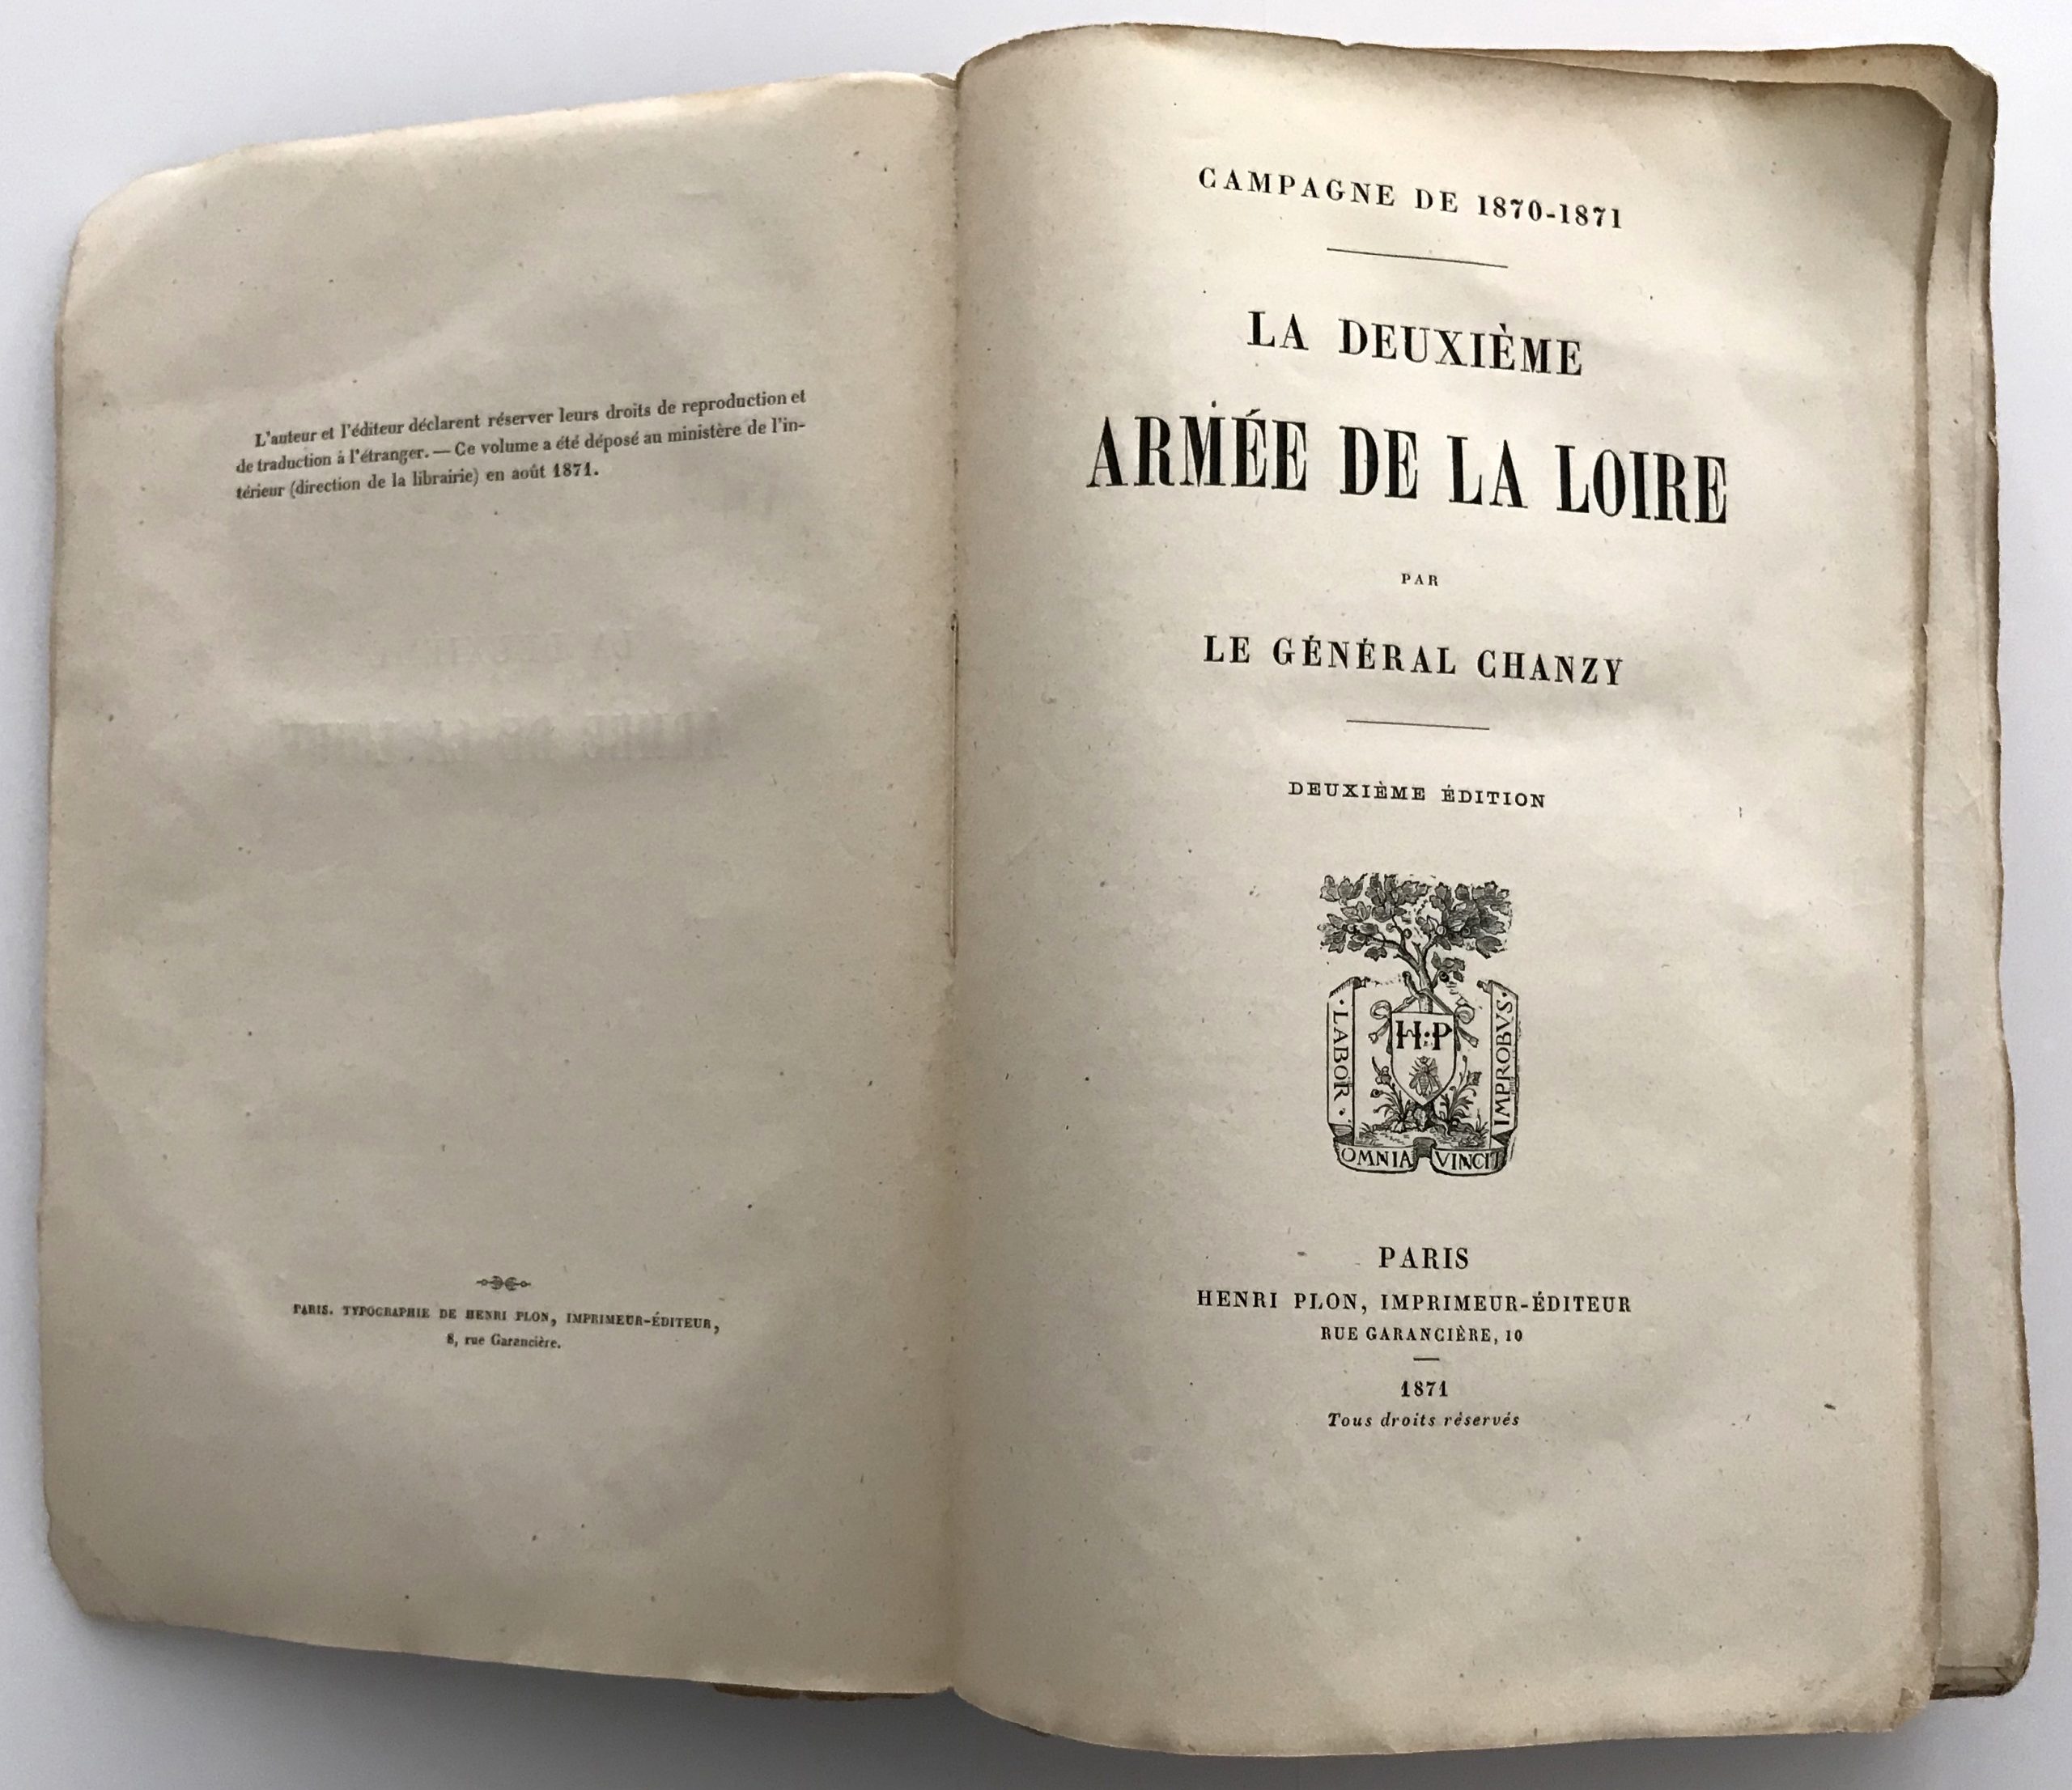 L'auteur et l'éditeur déclarent réserver leurs droits de reproduction et
de traduction à l'étranger. — Ce volume a été déposé au ministère de l'in-
térieur (direction de la librairie) en août 1871.
PARIS. TYPOGRAPHIE DE HENRI PLON, IMPRIMEUR-ÉDITEUR,
8, rue Garancière.
CAMPAGNE DE 1870-1871
LA DEUXIÈME
ARMÉE DE LA LOIRE
PAR
LE GÉNÉRAL CHANZY
DEUXIÈME ÉDITION
H:P
·LABOR·
IMPROBVS·
OMNIA VINCIT
PARIS
HENRI PLON, IMPRIMEUR-ÉDITEUR
RUE GARANCIÈRE, 10
1871
Tous droits réservés